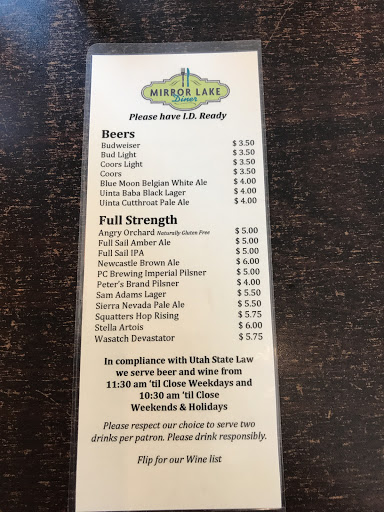 MIRROR LAKE
Diner
Please have I.D. Ready
Beers
Budweiser $ 3.50
Bud Light $ 3.50
Coors Light $ 3.50
Coors $ 3.50
Blue Moon Belgian White Ale $ 4.00
Uinta Baba Black Lager $ 4.00
Uinta Cutthroat Pale Ale $ 4.00
Full Strength
Angry Orchard Naturally Gluten Free $ 5.00
Full Sail Amber Ale $ 5.00
Full Sail IPA $ 5.00
Newcastle Brown Ale $ 6.00
PC Brewing Imperial Pilsner $ 5.00
Peter's Brand Pilsner $ 4.00
Sam Adams Lager $ 5.50
Sierra Nevada Pale Ale $ 5.50
Squatters Hop Rising $ 5.75
Stella Artois $ 6.00
Wasatch Devastator $ 5.75
In compliance with Utah State Law
we serve beer and wine from
11:30 am 'til Close Weekdays and
10:30 am 'til Close
Weekends & Holidays
Please respect our choice to serve two
drinks per patron. Please drink responsibly.
Flip for our Wine list